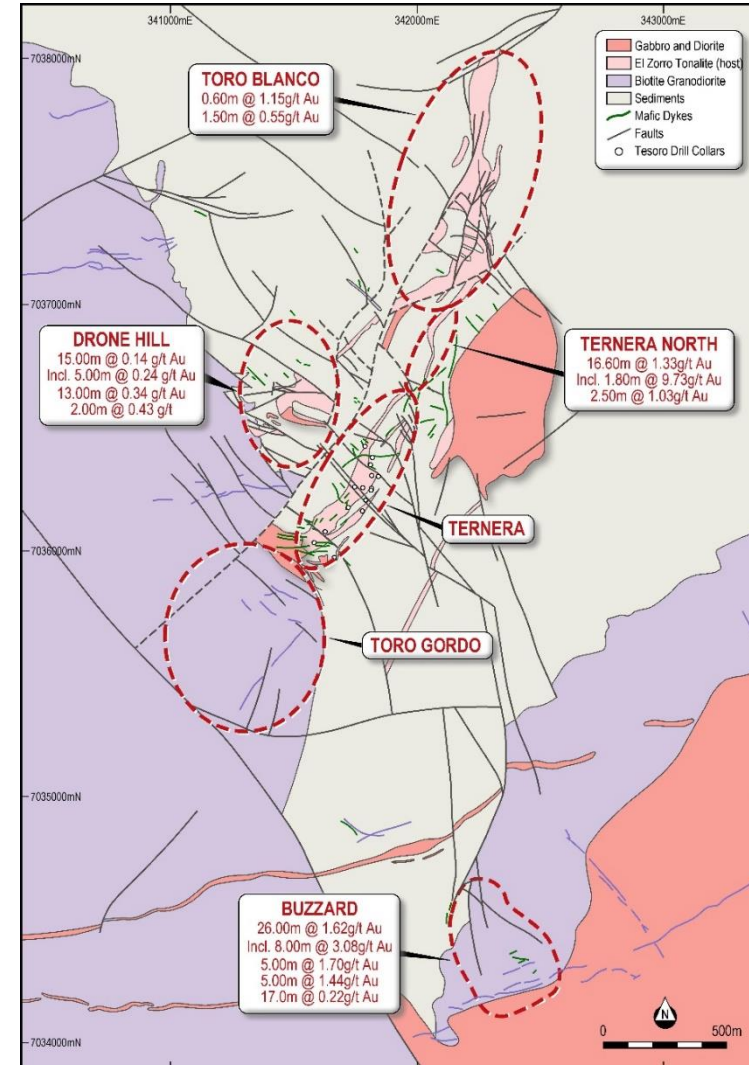 341000mE
342000mE
343000mE
7038000mN
7037000mN
7036000mN
7035000mN
7034000mN
Gabbro and Diorite
El Zorro Tonalite (host)
Biotite Granodiorite
Sediments
Mafic Dykes
Faults
Tesoro Drill Collars
TORO BLANCO
0.60m @ 1.15g/t Au
1.50m @ 0.55g/t Au
DRONE HILL
15.00m @ 0.14 g/t Au
Incl. 5.00m @ 0.24 g/t Au
13.00m @ 0.34 g/t Au
2.00m @ 0.43 g/t
TERNERA NORTH
16.60m @ 1.33g/t Au
Incl. 1.80m @ 9.73g/t Au
2.50m @ 1.03g/t Au
TERNERA
TORO GORDO
BUZZARD
26.00m @ 1.62g/t Au
Incl. 8.00m @ 3.08g/t Au
5.00m @ 1.70g/t Au
5.00m @ 1.44g/t Au
17.0m @ 0.22g/t Au
N
0 500m